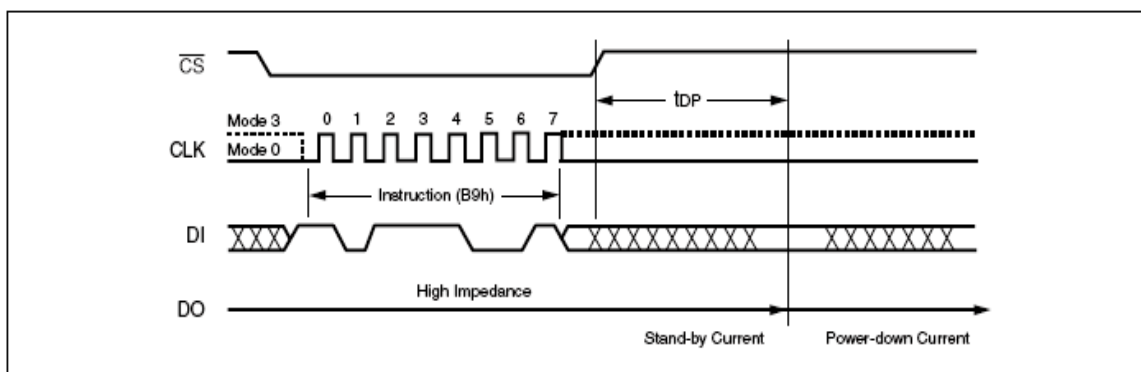 CS
tDP
Mode 3
0 1 2 3 4 5 6 7
CLK
Mode 0
Instruction (B9h)
DI
High Impedance
DO
Stand-by Current
Power-down Current